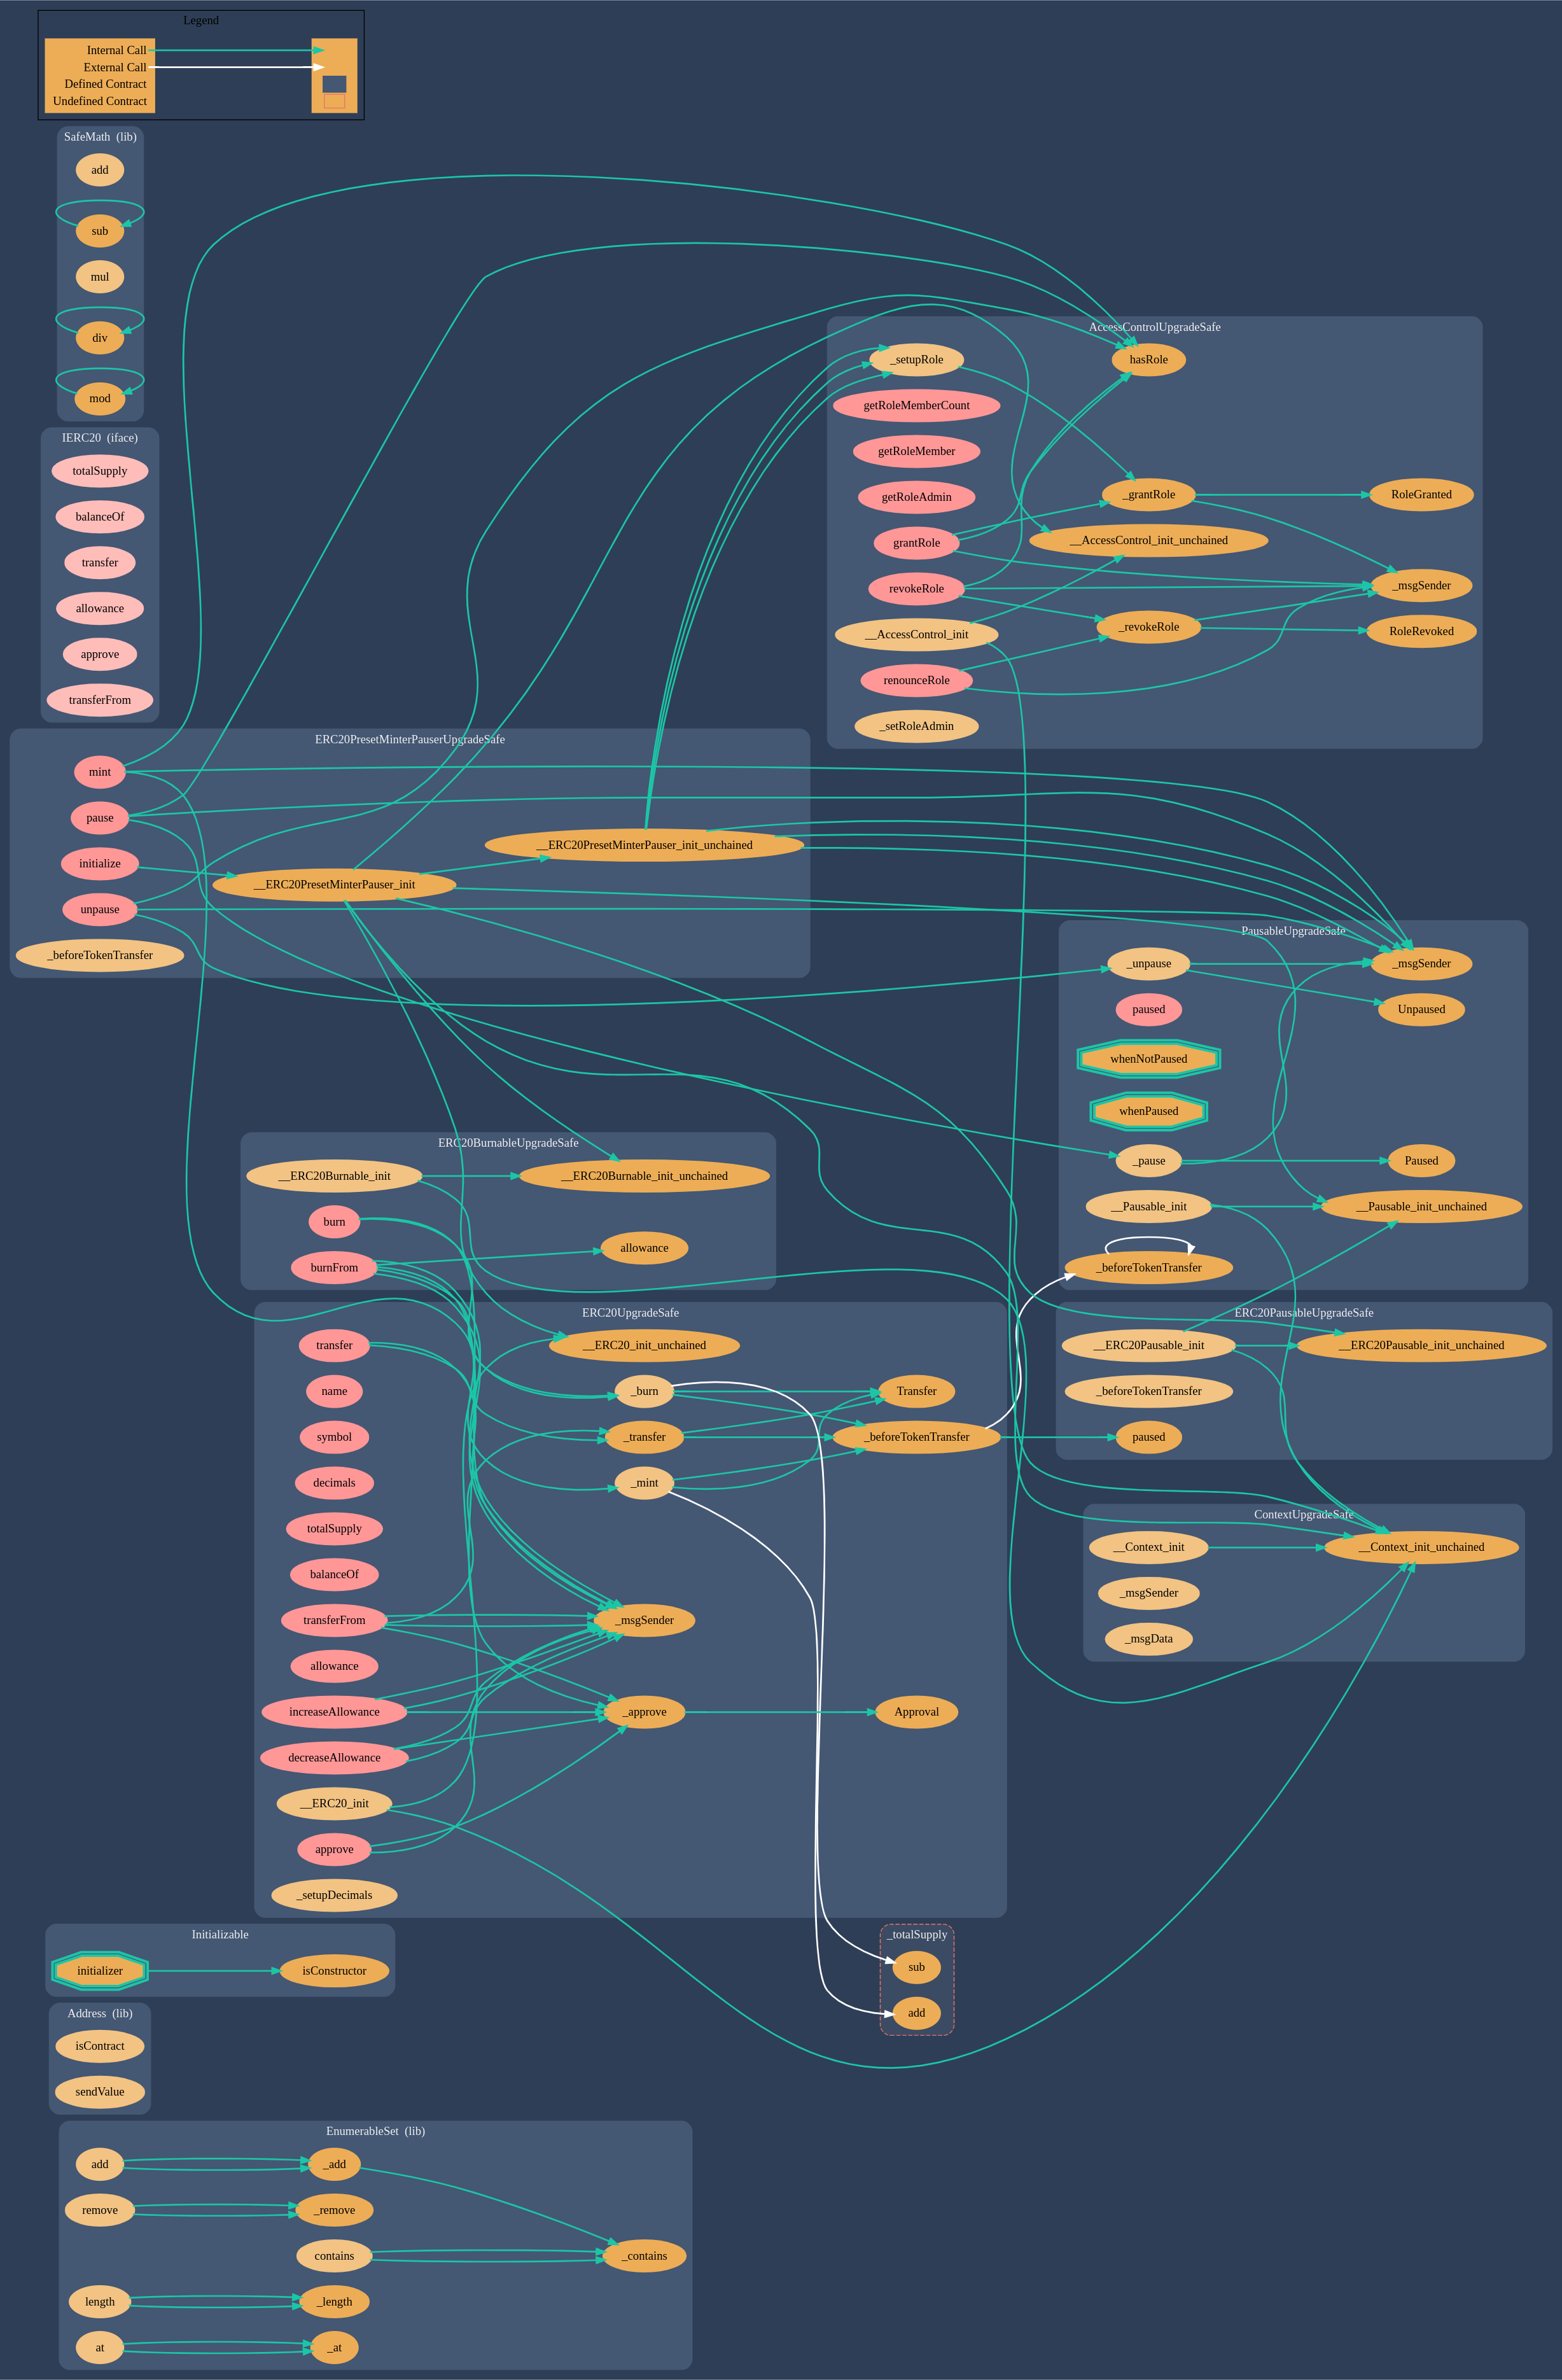 Legend
Internal Call
External Call
Defined Contract
Undefined Contract
SafeMath (lib)
add
sub
mul
div
mod
IERC20 (iface)
totalSupply
balanceOf
transfer
allowance
approve
transferFrom
AccessControlUpgradeSafe
_setupRole
hasRole
getRoleMemberCount
getRoleMember
getRoleAdmin
_grantRole
RoleGranted
grantRole
__AccessControl_init_unchained
revokeRole
_msgSender
__AccessControl_init
_revokeRole
RoleRevoked
renounceRole
_setRoleAdmin
ERC20PresetMinterPauserUpgradeSafe
mint
pause
initialize
__ERC20PresetMinterPauser_init_unchained
__ERC20PresetMinterPauser_init
unpause
_beforeTokenTransfer
PausableUpgradeSafe
_unpause
_msgSender
paused
Unpaused
whenNotPaused
whenPaused
_pause
Paused
__Pausable_init
__Pausable_init_unchained
_beforeTokenTransfer
ERC20BurnableUpgradeSafe
__ERC20Burnable_init
__ERC20Burnable_init_unchained
burn
allowance
burnFrom
ERC20UpgradeSafe
transfer
__ERC20_init_unchained
name
_burn
Transfer
symbol
_transfer
_beforeTokenTransfer
decimals
_mint
totalSupply
balanceOf
transferFrom
_msgSender
allowance
increaseAllowance
_approve
Approval
decreaseAllowance
__ERC20_init
approve
_setupDecimals
ERC20PausableUpgradeSafe
__ERC20Pausable_init
__ERC20Pausable_init_unchained
_beforeTokenTransfer
paused
ContextUpgradeSafe
__Context_init
__Context_init_unchained
_msgSender
_msgData
Initializable
initializer
isConstructor
_totalSupply
sub
add
Address (lib)
isContract
sendValue
EnumerableSet (lib)
add
_add
remove
_remove
contains
_contains
length
_length
at
_at